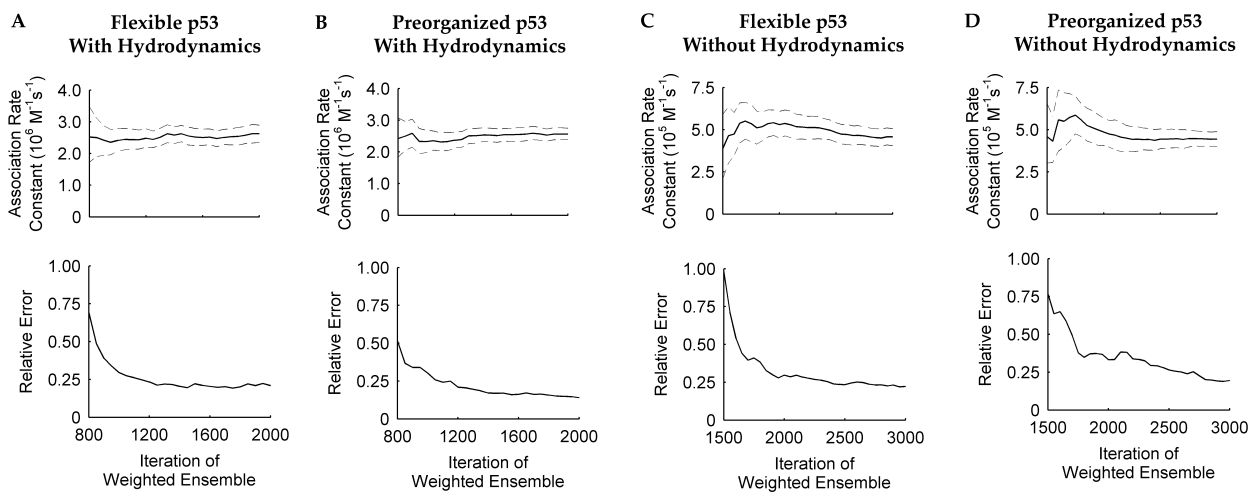 A
Flexible p53
With Hydrodynamics
Association Rate
Constant (10⁶ M⁻¹s⁻¹)
4.0
3.0
2.0
1.0
0
Relative Error
1.00
0.75
0.50
0.25
0
800
1200
1600
2000
Iteration of
Weighted Ensemble
B
Preorganized p53
With Hydrodynamics
Association Rate
Constant (10⁶ M⁻¹s⁻¹)
4.0
3.0
2.0
1.0
0
Relative Error
1.00
0.75
0.50
0.25
0
800
1200
1600
2000
Iteration of
Weighted Ensemble
C
Flexible p53
Without Hydrodynamics
Association Rate
Constant (10⁵ M⁻¹s⁻¹)
7.5
5.0
2.5
0
Relative Error
1.00
0.75
0.50
0.25
0
1500
2000
2500
3000
Iteration of
Weighted Ensemble
D
Preorganized p53
Without Hydrodynamics
Association Rate
Constant (10⁵ M⁻¹s⁻¹)
7.5
5.0
2.5
0
Relative Error
1.00
0.75
0.50
0.25
0
1500
2000
2500
3000
Iteration of
Weighted Ensemble